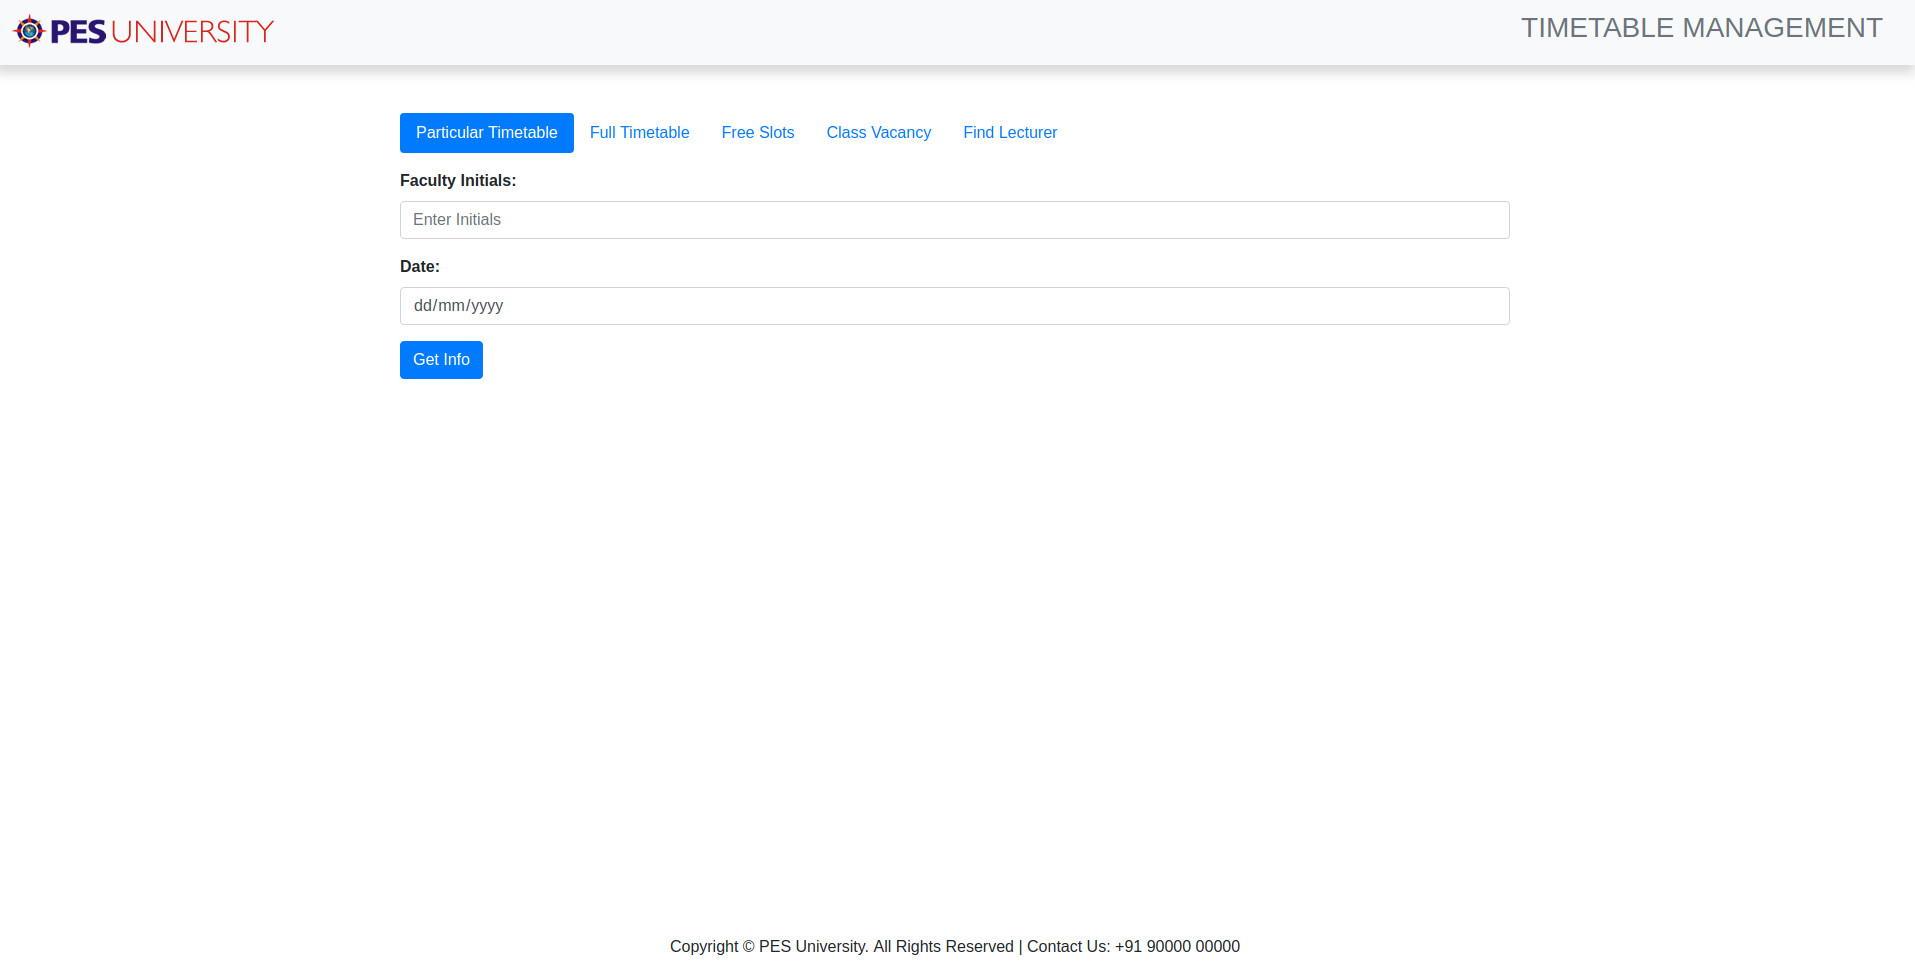 PES UNIVERSITY
TIMETABLE MANAGEMENT
Particular Timetable Full Timetable Free Slots Class Vacancy Find Lecturer
Faculty Initials:
Enter Initials
Date:
dd/mm/yyyy
Get Info
Copyright © PES University. All Rights Reserved | Contact Us: +91 90000 00000